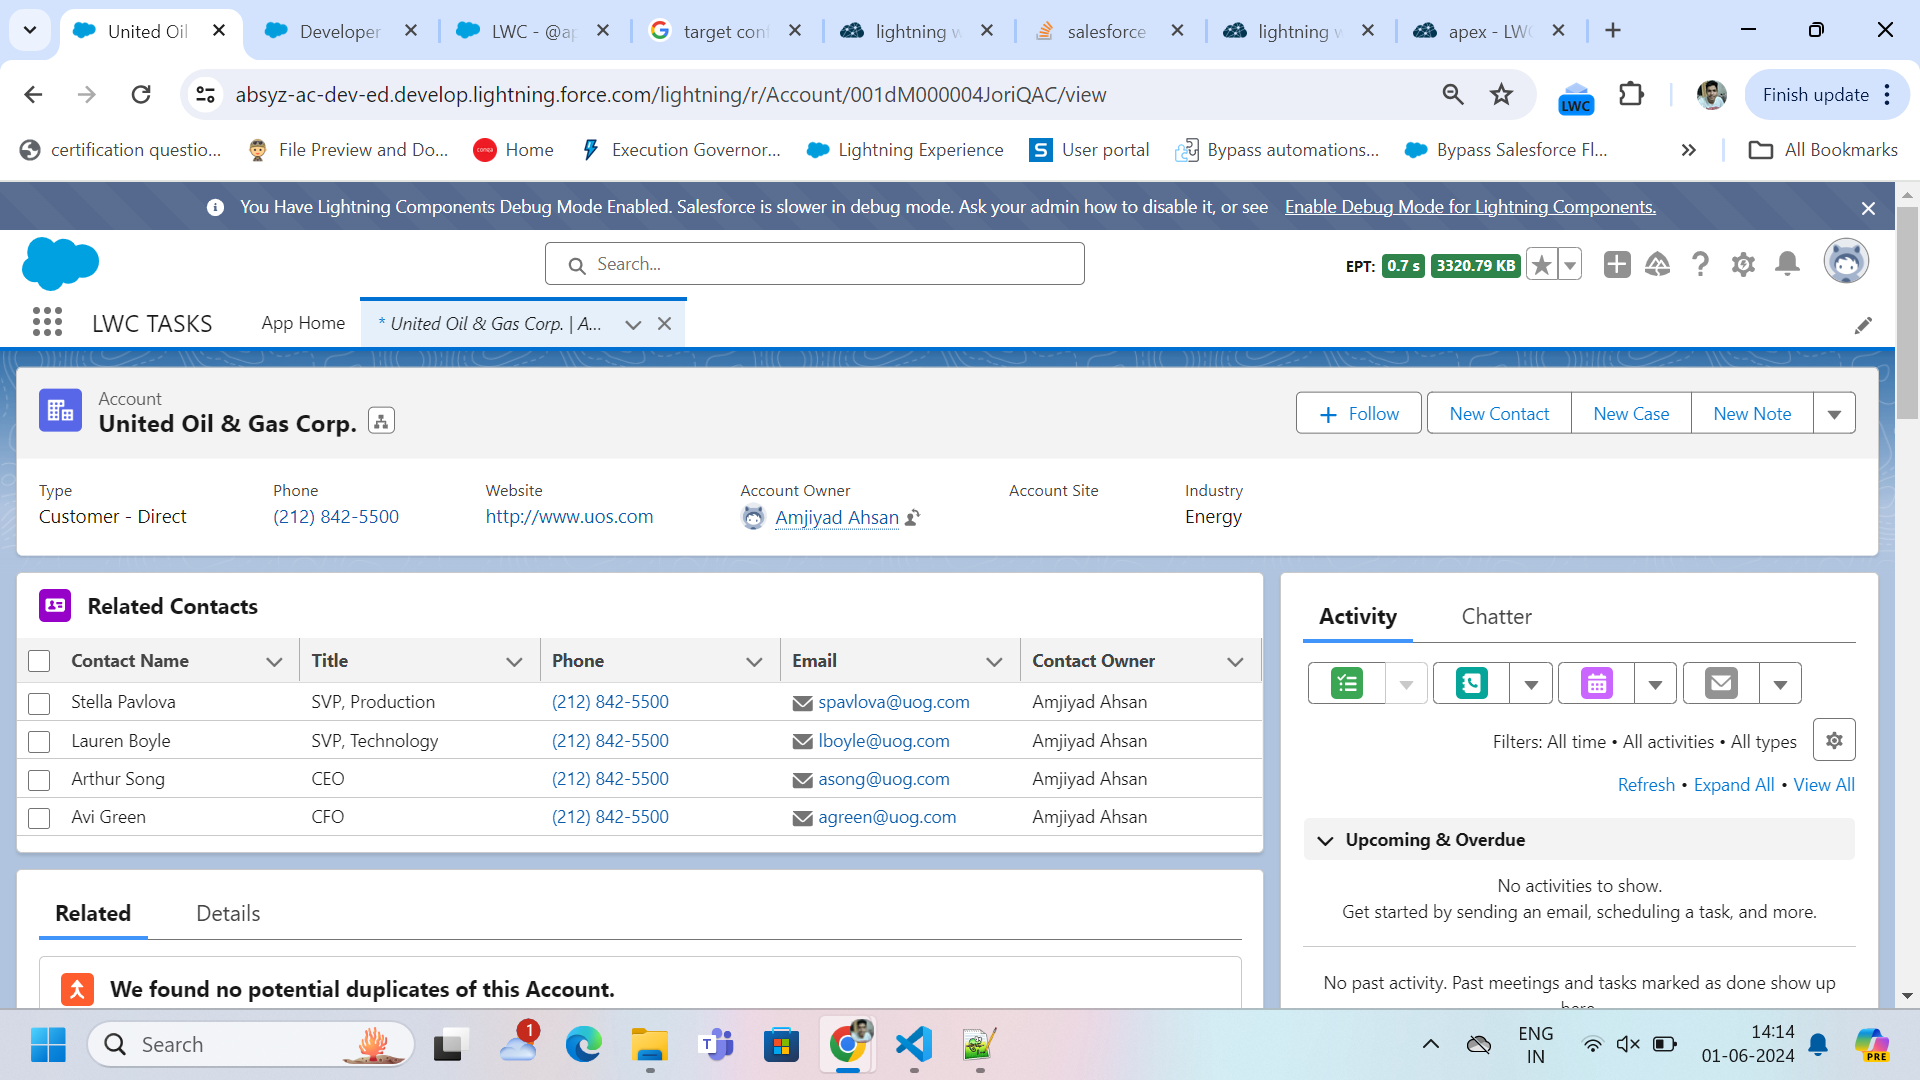 United Oil
Developer
LWC - @ap
target conf
lightning w
salesforce
lightning w
apex - LWC
absyz-ac-dev-ed.develop.lightning.force.com/lightning/r/Account/001dM000004JoriQAC/view
LWC
Finish update
certification questio...
File Preview and Do...
Home
Execution Governor...
Lightning Experience
User portal
Bypass automations...
Bypass Salesforce Fl...
»
All Bookmarks
You Have Lightning Components Debug Mode Enabled. Salesforce is slower in debug mode. Ask your admin how to disable it, or see Enable Debug Mode for Lightning Components.
Search...
EPT: 0.7 s 3320.79 KB
LWC TASKS
App Home
* United Oil & Gas Corp. | A...
Account
United Oil & Gas Corp.
Follow
New Contact
New Case
New Note
Type
Phone
Website
Account Owner
Account Site
Industry
Customer - Direct
(212) 842-5500
http://www.uos.com
Amjiyad Ahsan
Energy
Related Contacts
Contact Name Title Phone Email Contact Owner
Stella Pavlova SVP, Production (212) 842-5500 spavlova@uog.com Amjiyad Ahsan
Lauren Boyle SVP, Technology (212) 842-5500 lboyle@uog.com Amjiyad Ahsan
Arthur Song CEO (212) 842-5500 asong@uog.com Amjiyad Ahsan
Avi Green CFO (212) 842-5500 agreen@uog.com Amjiyad Ahsan
Related
Details
We found no potential duplicates of this Account.
Activity
Chatter
Filters: All time • All activities • All types
Refresh • Expand All • View All
Upcoming & Overdue
No activities to show.
Get started by sending an email, scheduling a task, and more.
No past activity. Past meetings and tasks marked as done show up
here.
Search
1
ENG
IN
14:14
01-06-2024
PRE